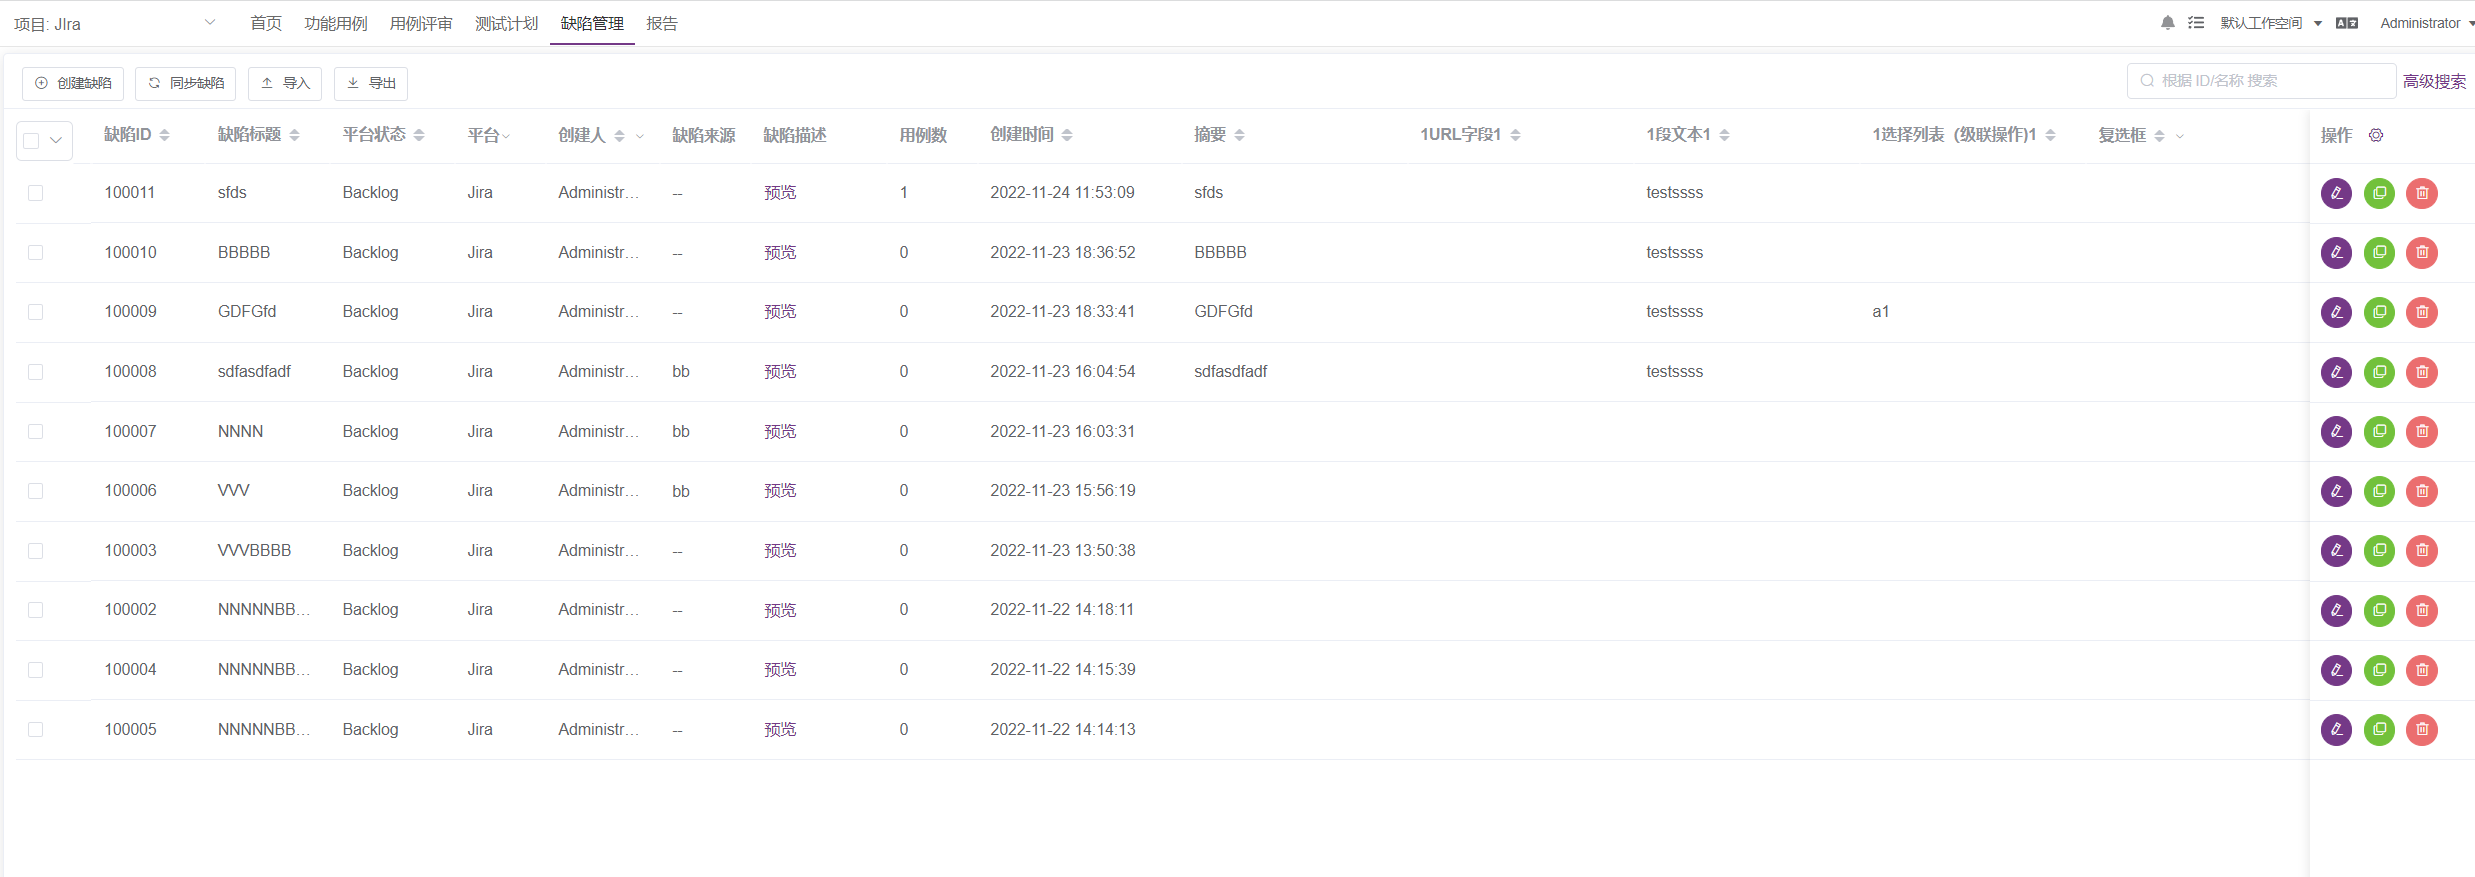 项目: JIra 首页 功能用例 用例评审 测试计划 缺陷管理 报告 默认工作空间 Administrator
创建缺陷 同步缺陷 导入 导出 根据 ID/名称 搜索 高级搜索
缺陷ID 缺陷标题 平台状态 平台 创建人 缺陷来源 缺陷描述 用例数 创建时间 摘要 1URL字段1 1段文本1 1选择列表（级联操作)1 复选框 操作
100011 sfds Backlog Jira Administr... -- 预览 1 2022-11-24 11:53:09 sfds testssss
100010 BBBBB Backlog Jira Administr... -- 预览 0 2022-11-23 18:36:52 BBBBB testssss
100009 GDFGfd Backlog Jira Administr... -- 预览 0 2022-11-23 18:33:41 GDFGfd testssss a1
100008 sdfasdfadf Backlog Jira Administr... bb 预览 0 2022-11-23 16:04:54 sdfasdfadf testssss
100007 NNNN Backlog Jira Administr... bb 预览 0 2022-11-23 16:03:31
100006 VVV Backlog Jira Administr... bb 预览 0 2022-11-23 15:56:19
100003 VVVBBBB Backlog Jira Administr... -- 预览 0 2022-11-23 13:50:38
100002 NNNNNBB... Backlog Jira Administr... -- 预览 0 2022-11-22 14:18:11
100004 NNNNNBB... Backlog Jira Administr... -- 预览 0 2022-11-22 14:15:39
100005 NNNNNBB... Backlog Jira Administr... -- 预览 0 2022-11-22 14:14:13